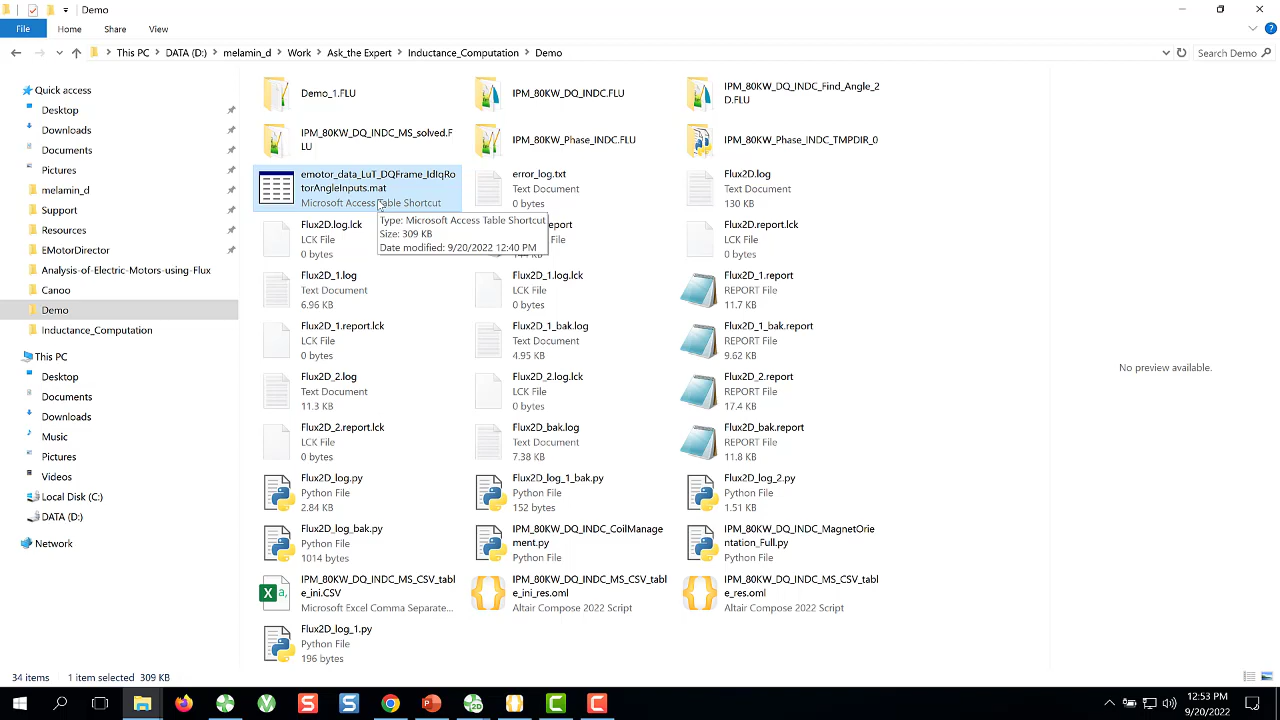 Demo
File
Home
Share
View
This PC
DATA (D:)
melamin_d
Work
Ask_the Expert
Inductance_Computation
Demo
Search Demo
Quick access
Desktop
Downloads
Documents
Pictures
melamin_d
Support
Resources
EMotorDirector
Analysis-of-Electric-Motors-using-Flux
Canoo
Demo
Inductance_Computation
This PC
Desktop
Documents
Downloads
Music
Pictures
Videos
Local Disk (C:)
DATA (D:)
Network
Demo_1.FLU
IPM_80KW_DQ_INDC.FLU
IPM_80KW_DQ_INDC_Find_Angle_2
D.FLU
IPM_80KW_DQ_INDC_MS_solved.F
LU
IPM_80KW_Phase_INDC.FLU
IPM_80KW_Phase_INDC_TMPDIR_0
emotor_data_LuT_DQFrame_IdIqRo
torAngleInputs.mat
Microsoft Access Table Shortcut
error_log.txt
Text Document
189 bytes
Flux2D.log
Text Document
130 KB
Type: Microsoft Access Table Shortcut
Size: 309 KB
Date modified: 9/20/2022 12:40 PM
Flux2D.log.lck
LCK File
0 bytes
Flux2D.report.lck
LCK File
0 bytes
Flux2D_1.log
Text Document
6.96 KB
Flux2D_1.log.lck
LCK File
0 bytes
Flux2D_1.report
REPORT File
11.7 KB
Flux2D_1.report.lck
LCK File
0 bytes
Flux2D_1_bak.log
Text Document
4.95 KB
Flux2D_1_bak.report
REPORT File
9.62 KB
Flux2D_2.log
Text Document
11.3 KB
Flux2D_2.log.lck
LCK File
0 bytes
Flux2D_2.report
REPORT File
17.4 KB
Flux2D_2.report.lck
LCK File
0 bytes
Flux2D_bak.log
Text Document
7.38 KB
Flux2D_bak.report
REPORT File
11.8 KB
Flux2D_log.py
Python File
2.84 KB
Flux2D_log_1_bak.py
Python File
152 bytes
Flux2D_log_2.py
Python File
1.51 KB
Flux2D_log_bak.py
Python File
1014 bytes
IPM_80KW_DQ_INDC_CoilManage
ment.py
Python File
IPM_80KW_DQ_INDC_MagnetOrie
ntation_Full.py
Python File
IPM_80KW_DQ_INDC_MS_CSV_tabl
e_ini.CSV
Microsoft Excel Comma Separate...
IPM_80KW_DQ_INDC_MS_CSV_tabl
e_ini_res.oml
Altair Compose 2022 Script
IPM_80KW_DQ_INDC_MS_CSV_tabl
e_res.oml
Altair Compose 2022 Script
Flux2D_log_1.py
Python File
196 bytes
No preview available.
34 items
1 item selected 309 KB
12:53 PM
9/20/2022